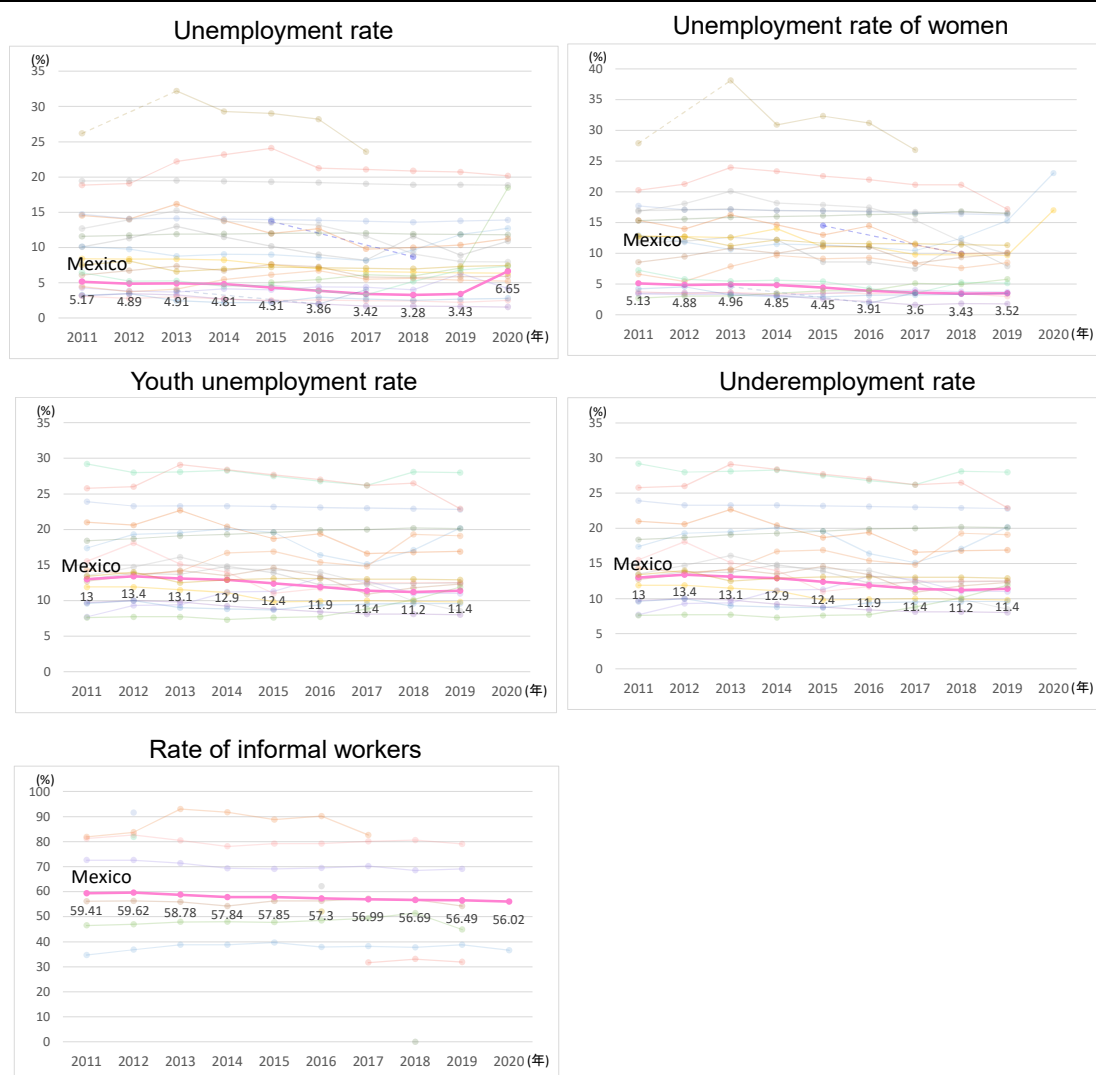 Unemployment rate
(%)
35
30
25
20
15
10
5
0
Mexico
5.17 4.89 4.91 4.81 4.31 3.86 3.42 3.28 3.43 6.65
2011 2012 2013 2014 2015 2016 2017 2018 2019 2020 (年)
Unemployment rate of women
(%)
40
35
30
25
20
15
10
5
0
Mexico
5.13 4.88 4.96 4.85 4.45 3.91 3.6 3.43 3.52
2011 2012 2013 2014 2015 2016 2017 2018 2019 2020 (年)
Youth unemployment rate
(%)
35
30
25
20
15
10
5
0
Mexico
13 13.4 13.1 12.9 12.4 11.9 11.4 11.2 11.4
2011 2012 2013 2014 2015 2016 2017 2018 2019 2020 (年)
Underemployment rate
(%)
35
30
25
20
15
10
5
0
Mexico
13 13.4 13.1 12.9 12.4 11.9 11.4 11.2 11.4
2011 2012 2013 2014 2015 2016 2017 2018 2019 2020 (年)
Rate of informal workers
(%)
100
90
80
70
60
50
40
30
20
10
0
Mexico
59.41 59.62 58.78 57.84 57.85 57.3 56.99 56.69 56.49 56.02
2011 2012 2013 2014 2015 2016 2017 2018 2019 2020 (年)